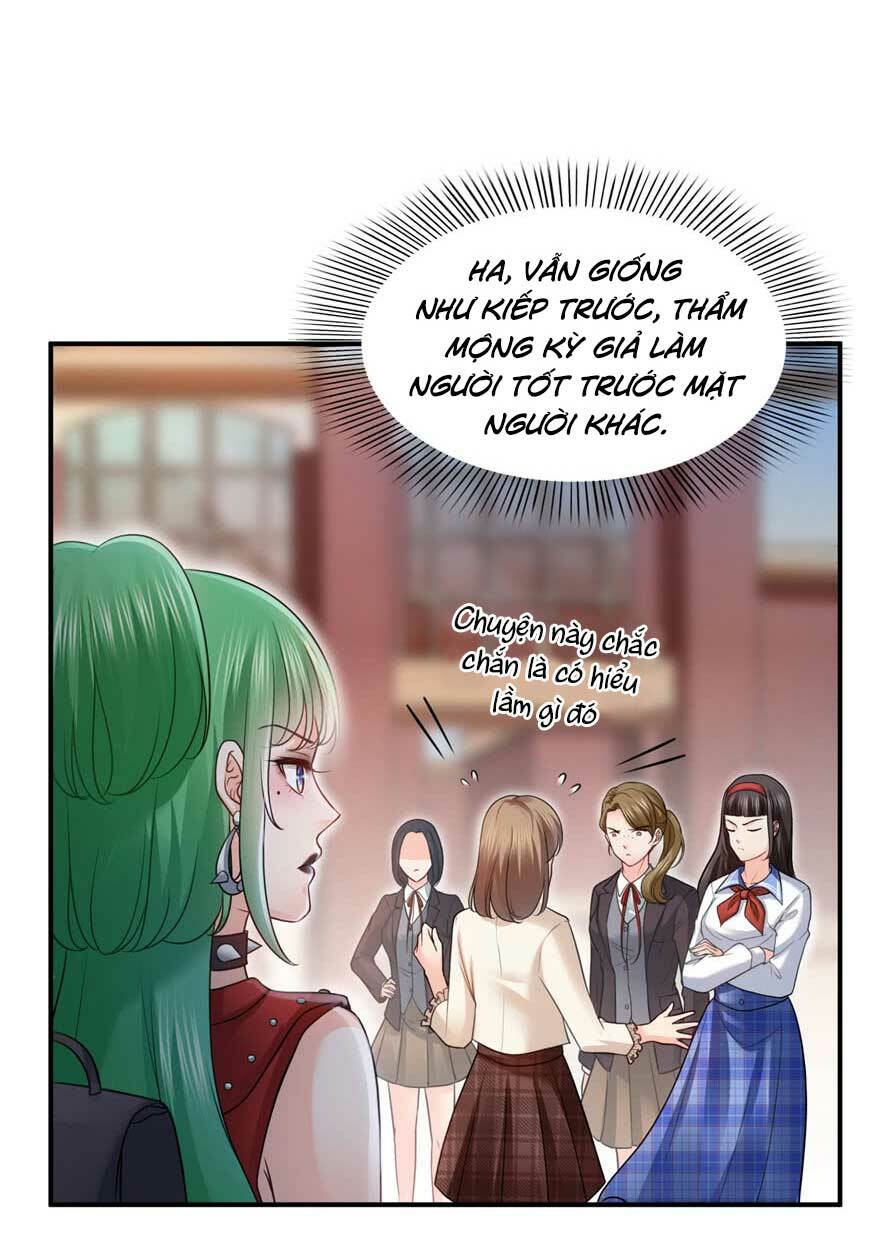 HA, VẪN GIỐNG
NHƯ KIẾP TRƯỚC, THẨM
MỘNG KỲ GIẢ LÀM
NGƯỜI TỐT TRƯỚC MẶT
NGƯỜI KHÁC.
Chuyện này chắc
chắn là có hiểu
lầm gì đó